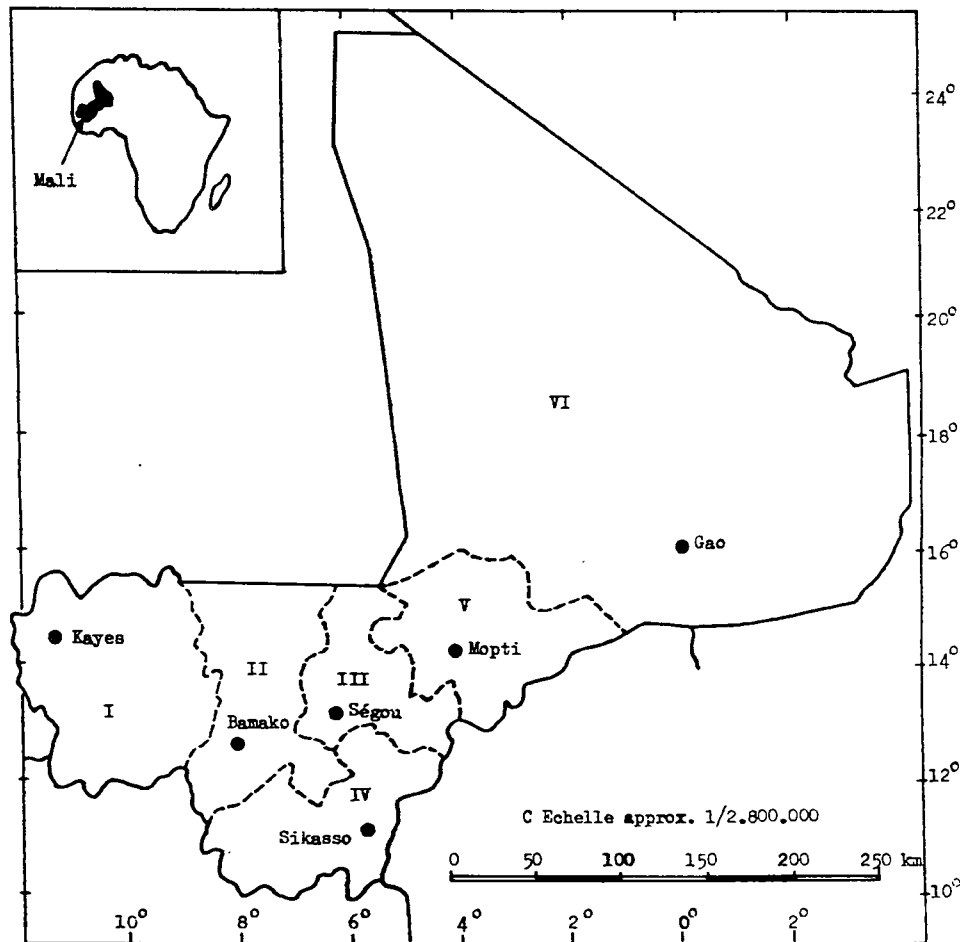 Mali
24°
22°
20°
VI
18°
Gao
16°
V
Kayes
Mopti
II
14°
III
I
Ségou
Bamako
12°
IV
C Echelle approx. 1/2.800.000
Sikasso
0 50 100 150 200 250 km
10°
10° 8° 6° 4° 2° 0° 2°